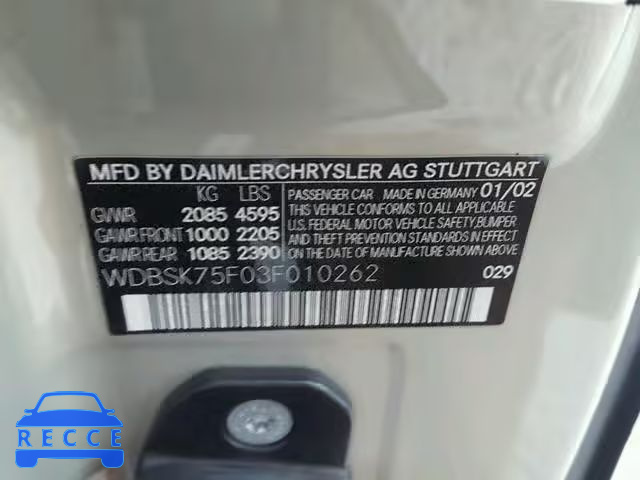 MFD BY DAIMLERCHRYSLER AG STUTTGART
KG LBS
GVWR 2085 4595
GAWR FRONT 1000 2205
GAWR REAR 1085 2390
PASSENGER CAR MADE IN GERMANY 01/02
THIS VEHICLE CONFORMS TO ALL APPLICABLE
U.S. FEDERAL MOTOR VEHICLE SAFETY, BUMPER
AND THEFT PREVENTION STANDARDS IN EFFECT
ON THE DATE OF MANUFACTURE SHOWN ABOVE
WDBSK75F03F010262 029
RECCE